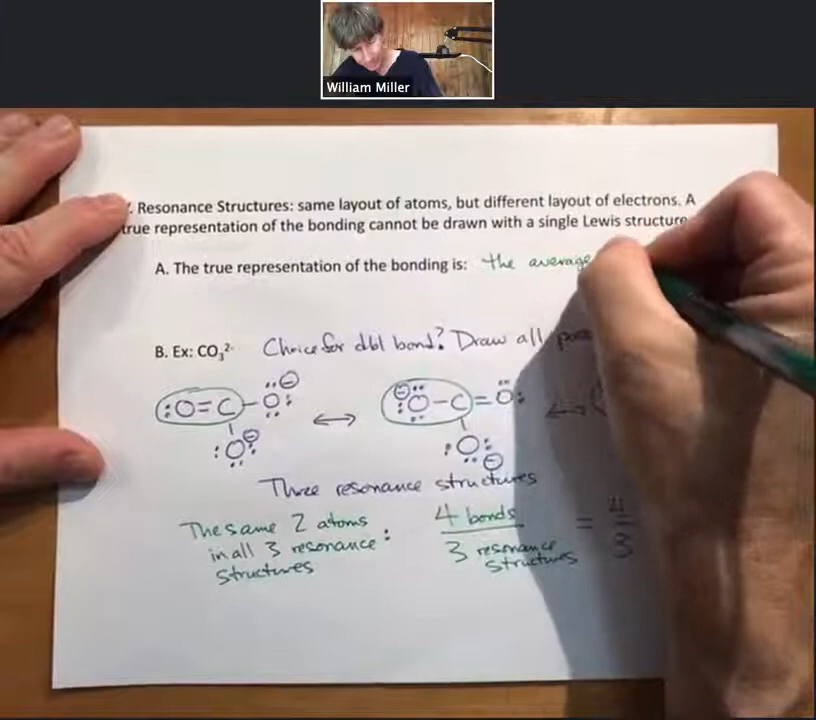 William Miller
. Resonance Structures: same layout of atoms, but different layout of electrons. A
true representation of the bonding cannot be drawn with a single Lewis structure
A. The true representation of the bonding is: the average
B. Ex: CO₃²⁻ Choice for dbl bond? Draw all
:O=C-O: ↔ :O-C=O: ↔
:O: :O:
Three resonance structures
The same 2 atoms
in all 3 resonance :
structures
4 bonds
3 resonance
structures
= 4
3